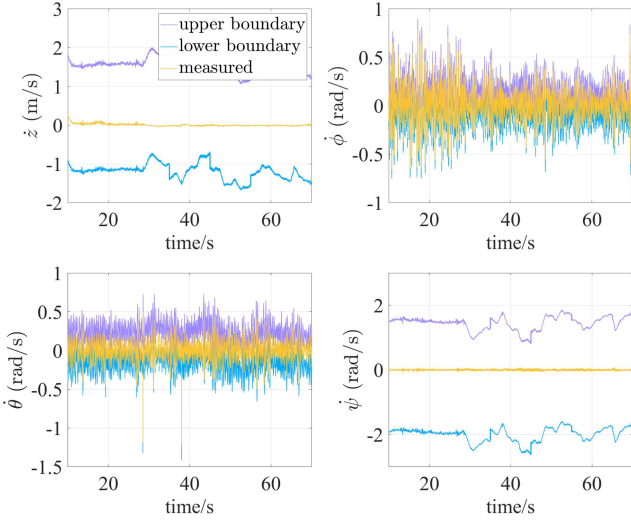 upper boundary
lower boundary
measured
3
2
1
0
-1
-2
20
40
60
time/s
ż (m/s)
1
0.5
0
-0.5
-1
20
40
60
time/s
ϕ̇ (rad/s)
1
0.5
0
-0.5
-1
-1.5
20
40
60
time/s
θ̇ (rad/s)
2
0
-2
20
40
60
time/s
ψ̇ (rad/s)